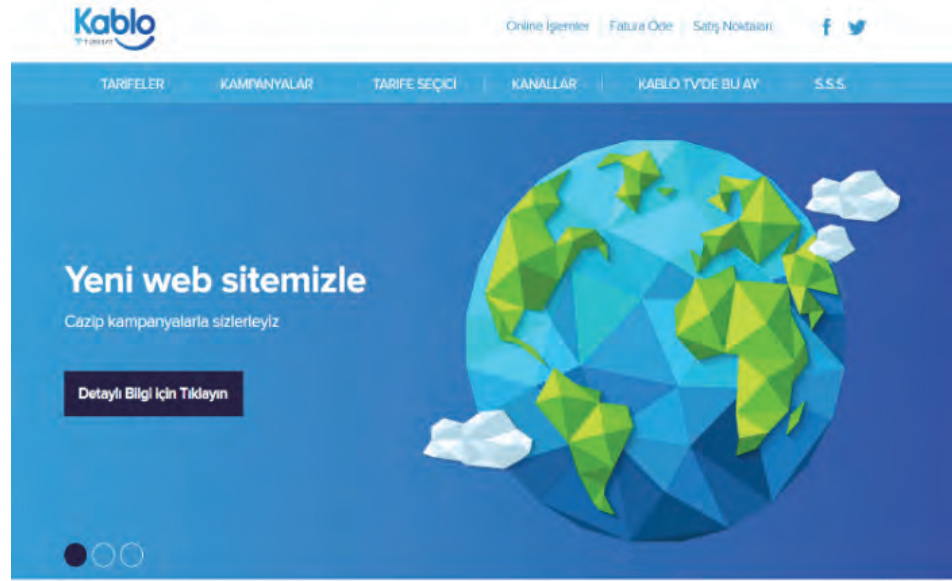 Kablo
TÜRKSAT
Online İşlemler
Fatura Öde
Satış Noktaları
TARİFELER
KAMPANYALAR
TARİFE SEÇİCİ
KANALLAR
KABLO TV'DE BU AY
S.S.S.
Yeni web sitemizle
Cazip kampanyalarla sizlerleyiz
Detaylı Bilgi İçin Tıklayın